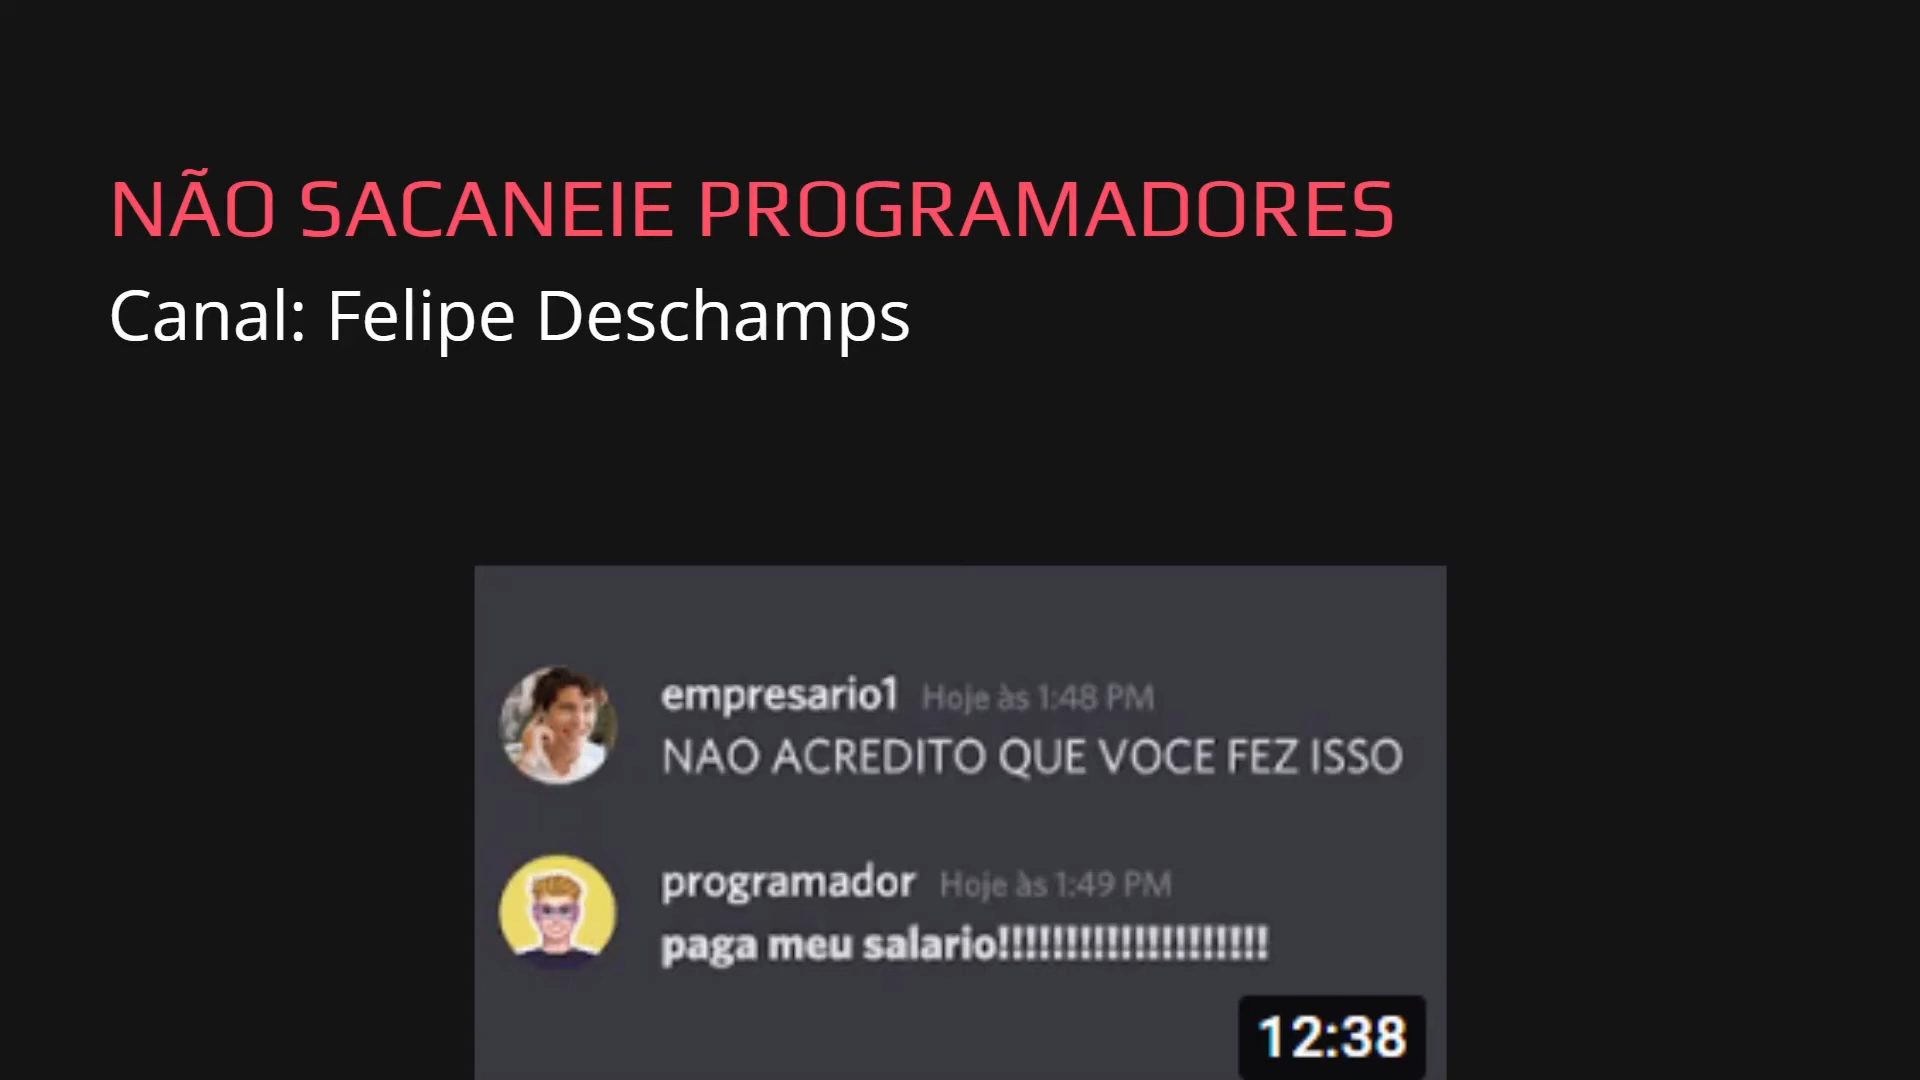 NÃO SACANEIE PROGRAMADORES
Canal: Felipe Deschamps
empresario1 Hoje às 1:48 PM
NAO ACREDITO QUE VOCE FEZ ISSO
programador Hoje às 1:49 PM
paga meu salario!!!!!!!!!!!!!!!!!!!!
12:38